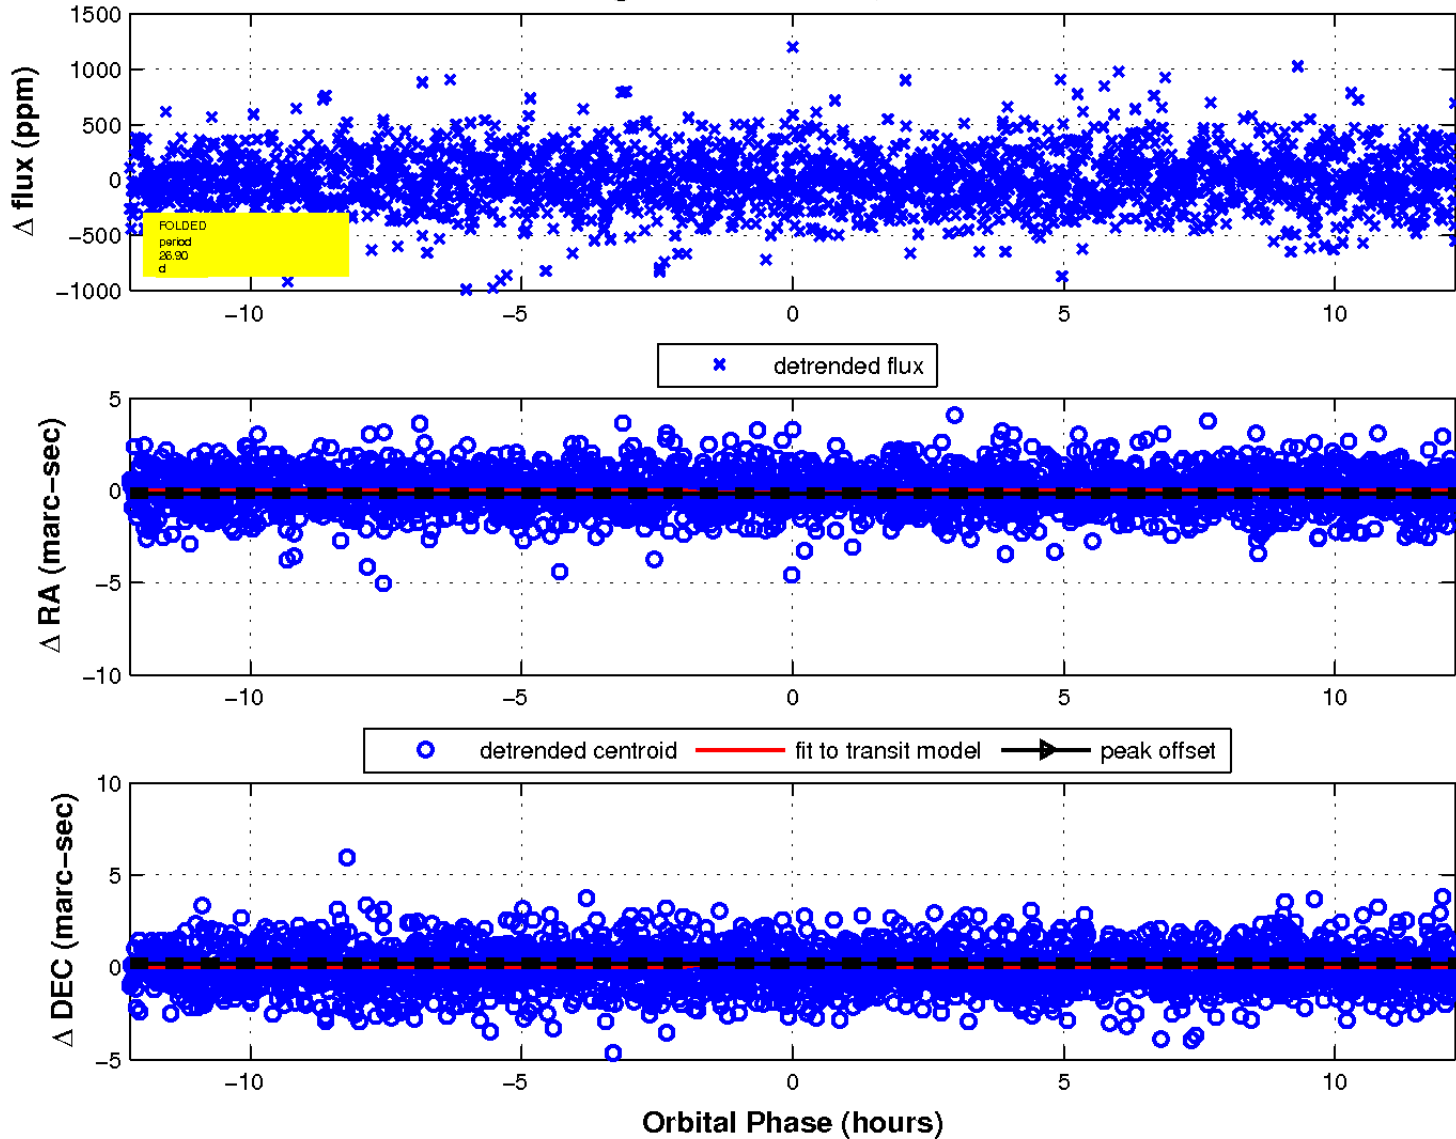 1500
1000
500
0
−500
−1000
Δ flux (ppm)
FOLDED
period
26.90
d
−10 −5 0 5 10
detrended flux
5
0
−5
−10
Δ RA (marc−sec)
−10 −5 0 5 10
detrended centroid fit to transit model peak offset
10
5
0
−5
Δ DEC (marc−sec)
−10 −5 0 5 10
Orbital Phase (hours)